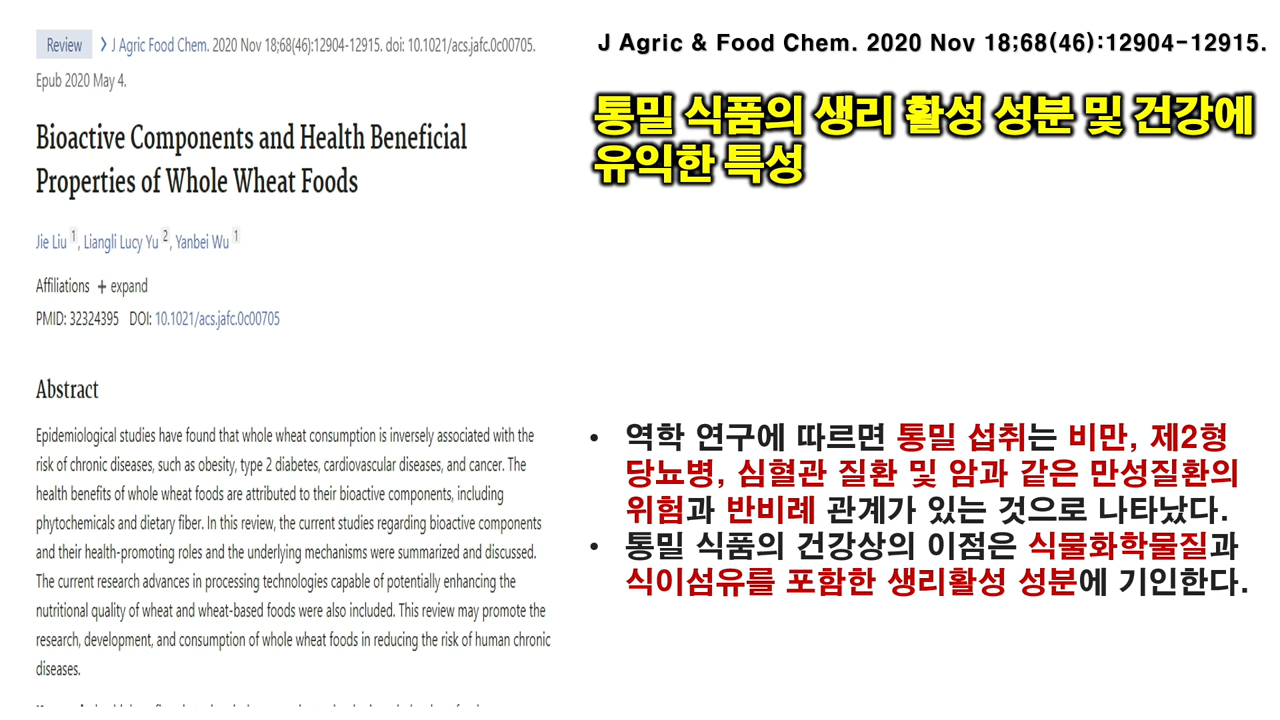 Review > J Agric Food Chem. 2020 Nov 18;68(46):12904-12915. doi: 10.1021/acs.jafc.0c00705.
Epub 2020 May 4.
Bioactive Components and Health Beneficial
Properties of Whole Wheat Foods
Jie Liu 1, Liangli Lucy Yu 2, Yanbei Wu 1
Affiliations + expand
PMID: 32324395 DOI: 10.1021/acs.jafc.0c00705
Abstract
Epidemiological studies have found that whole wheat consumption is inversely associated with the
risk of chronic diseases, such as obesity, type 2 diabetes, cardiovascular diseases, and cancer. The
health benefits of whole wheat foods are attributed to their bioactive components, including
phytochemicals and dietary fiber. In this review, the current studies regarding bioactive components
and their health-promoting roles and the underlying mechanisms were summarized and discussed.
The current research advances in processing technologies capable of potentially enhancing the
nutritional quality of wheat and wheat-based foods were also included. This review may promote the
research, development, and consumption of whole wheat foods in reducing the risk of human chronic
diseases.
J Agric & Food Chem. 2020 Nov 18;68(46):12904-12915.
통밀 식품의 생리 활성 성분 및 건강에
유익한 특성
• 역학 연구에 따르면 통밀 섭취는 비만, 제2형
당뇨병, 심혈관 질환 및 암과 같은 만성질환의
위험과 반비례 관계가 있는 것으로 나타났다.
• 통밀 식품의 건강상의 이점은 식물화학물질과
식이섬유를 포함한 생리활성 성분에 기인한다.